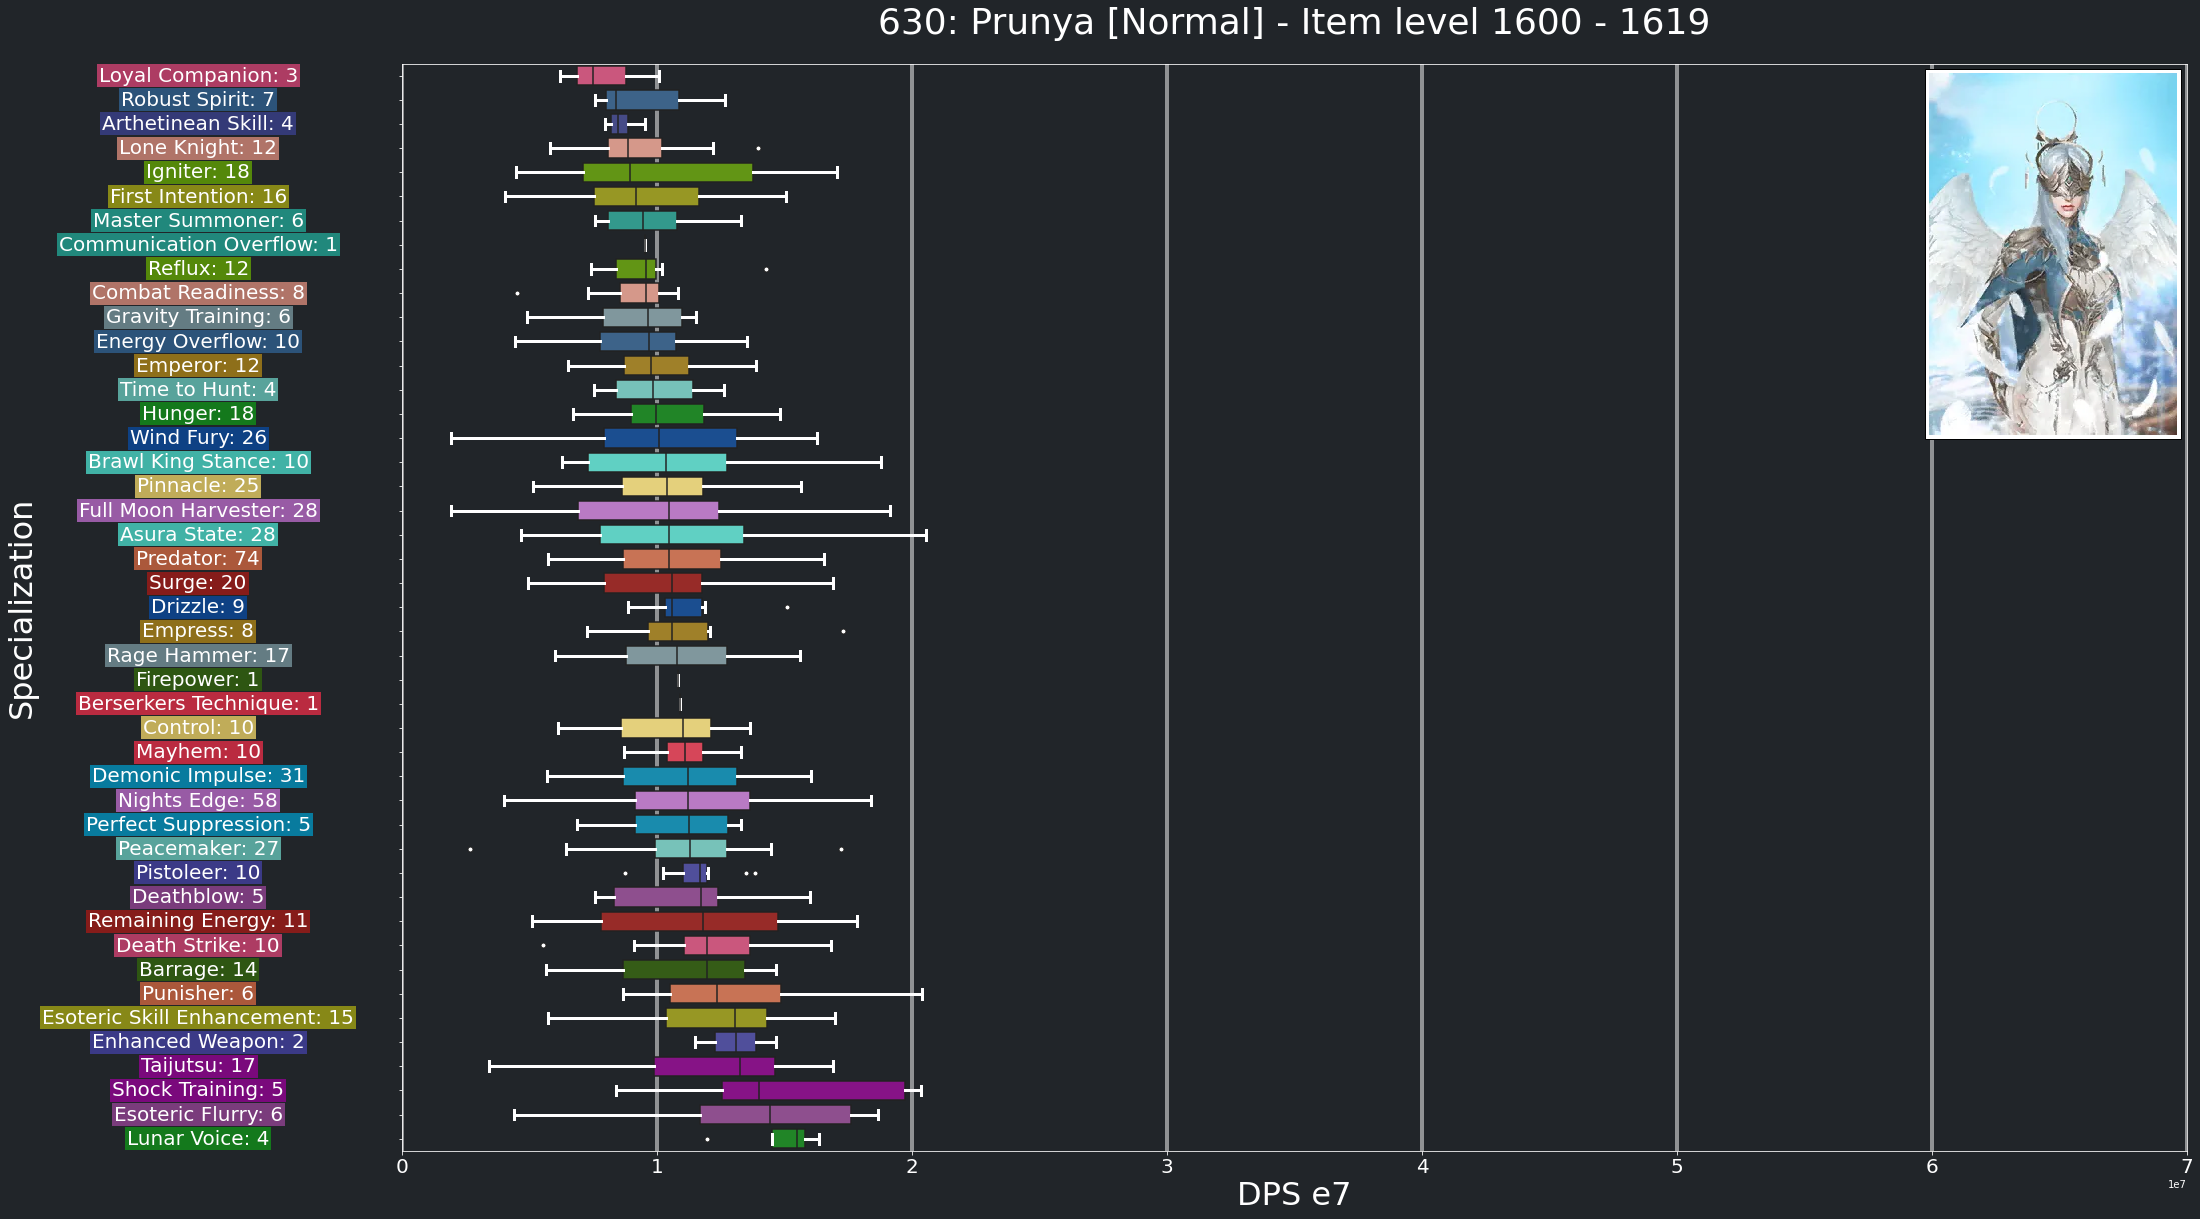 630: Prunya [Normal] - Item level 1600 - 1619
Loyal Companion: 3
Robust Spirit: 7
Arthetinean Skill: 4
Lone Knight: 12
Igniter: 18
First Intention: 16
Master Summoner: 6
Communication Overflow: 1
Reflux: 12
Combat Readiness: 8
Gravity Training: 6
Energy Overflow: 10
Emperor: 12
Time to Hunt: 4
Hunger: 18
Wind Fury: 26
Brawl King Stance: 10
Pinnacle: 25
Full Moon Harvester: 28
Asura State: 28
Predator: 74
Surge: 20
Drizzle: 9
Empress: 8
Rage Hammer: 17
Firepower: 1
Berserkers Technique: 1
Control: 10
Mayhem: 10
Demonic Impulse: 31
Nights Edge: 58
Perfect Suppression: 5
Peacemaker: 27
Pistoleer: 10
Deathblow: 5
Remaining Energy: 11
Death Strike: 10
Barrage: 14
Punisher: 6
Esoteric Skill Enhancement: 15
Enhanced Weapon: 2
Taijutsu: 17
Shock Training: 5
Esoteric Flurry: 6
Lunar Voice: 4
Specialization
0 1 2 3 4 5 6 7
1e7
DPS e7